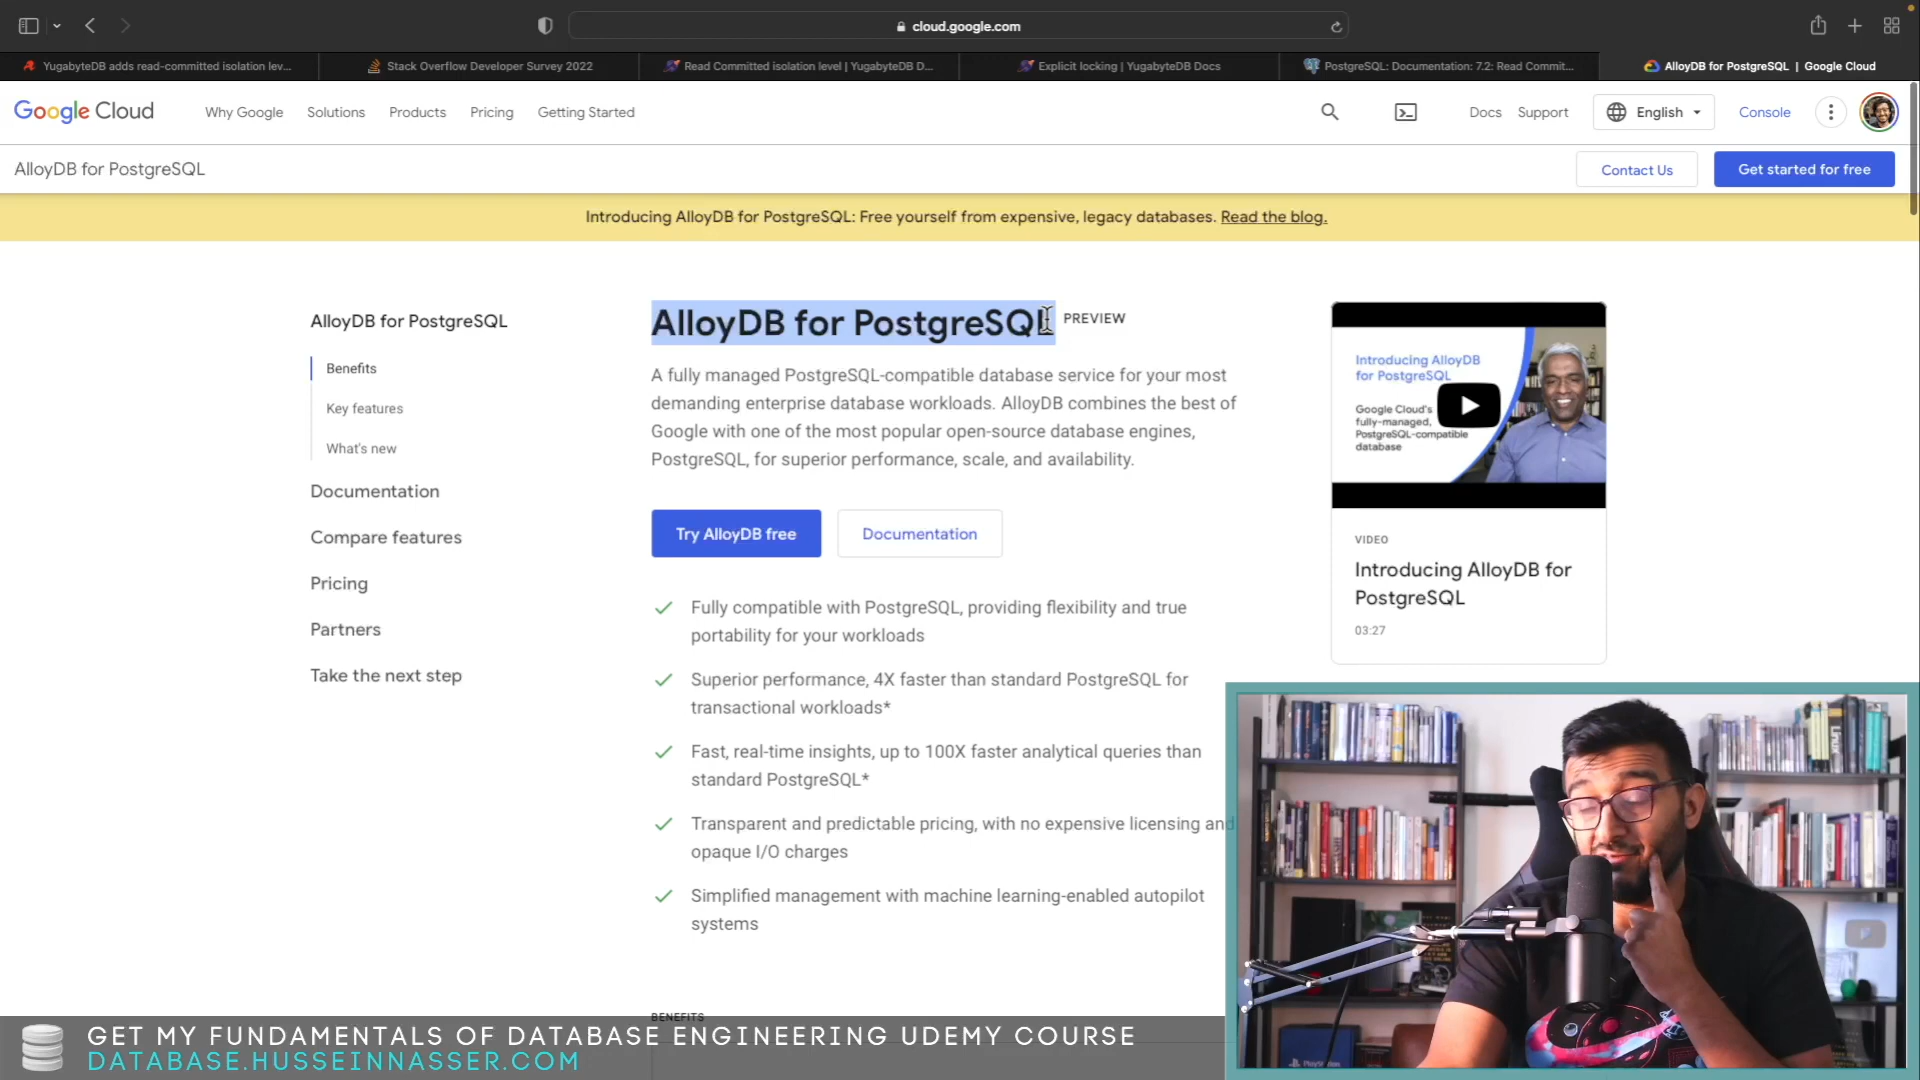 cloud.google.com
YugabyteDB adds read-committed isolation lev...
Stack Overflow Developer Survey 2022
Read Committed isolation level | YugabyteDB D...
Explicit locking | YugabyteDB Docs
PostgreSQL: Documentation: 7.2: Read Commit...
AlloyDB for PostgreSQL | Google Cloud
Google Cloud
Why Google
Solutions
Products
Pricing
Getting Started
Docs
Support
English
Console
AlloyDB for PostgreSQL
Contact Us
Get started for free
Introducing AlloyDB for PostgreSQL: Free yourself from expensive, legacy databases. Read the blog.
AlloyDB for PostgreSQL
Benefits
Key features
What's new
Documentation
Compare features
Pricing
Partners
Take the next step
AlloyDB for PostgreSQL PREVIEW
A fully managed PostgreSQL-compatible database service for your most
demanding enterprise database workloads. AlloyDB combines the best of
Google with one of the most popular open-source database engines,
PostgreSQL, for superior performance, scale, and availability.
Try AlloyDB free
Documentation
Fully compatible with PostgreSQL, providing flexibility and true
portability for your workloads
Superior performance, 4X faster than standard PostgreSQL for
transactional workloads*
Fast, real-time insights, up to 100X faster analytical queries than
standard PostgreSQL*
Transparent and predictable pricing, with no expensive licensing and
opaque I/O charges
Simplified management with machine learning-enabled autopilot
systems
BENEFITS
Introducing AlloyDB
for PostgreSQL
Google Cloud's
fully-managed,
PostgreSQL-compatible
database
VIDEO
Introducing AlloyDB for
PostgreSQL
03:27
Linux
PlayStation
GET MY FUNDAMENTALS OF DATABASE ENGINEERING UDEMY COURSE
DATABASE.HUSSEINNASSER.COM